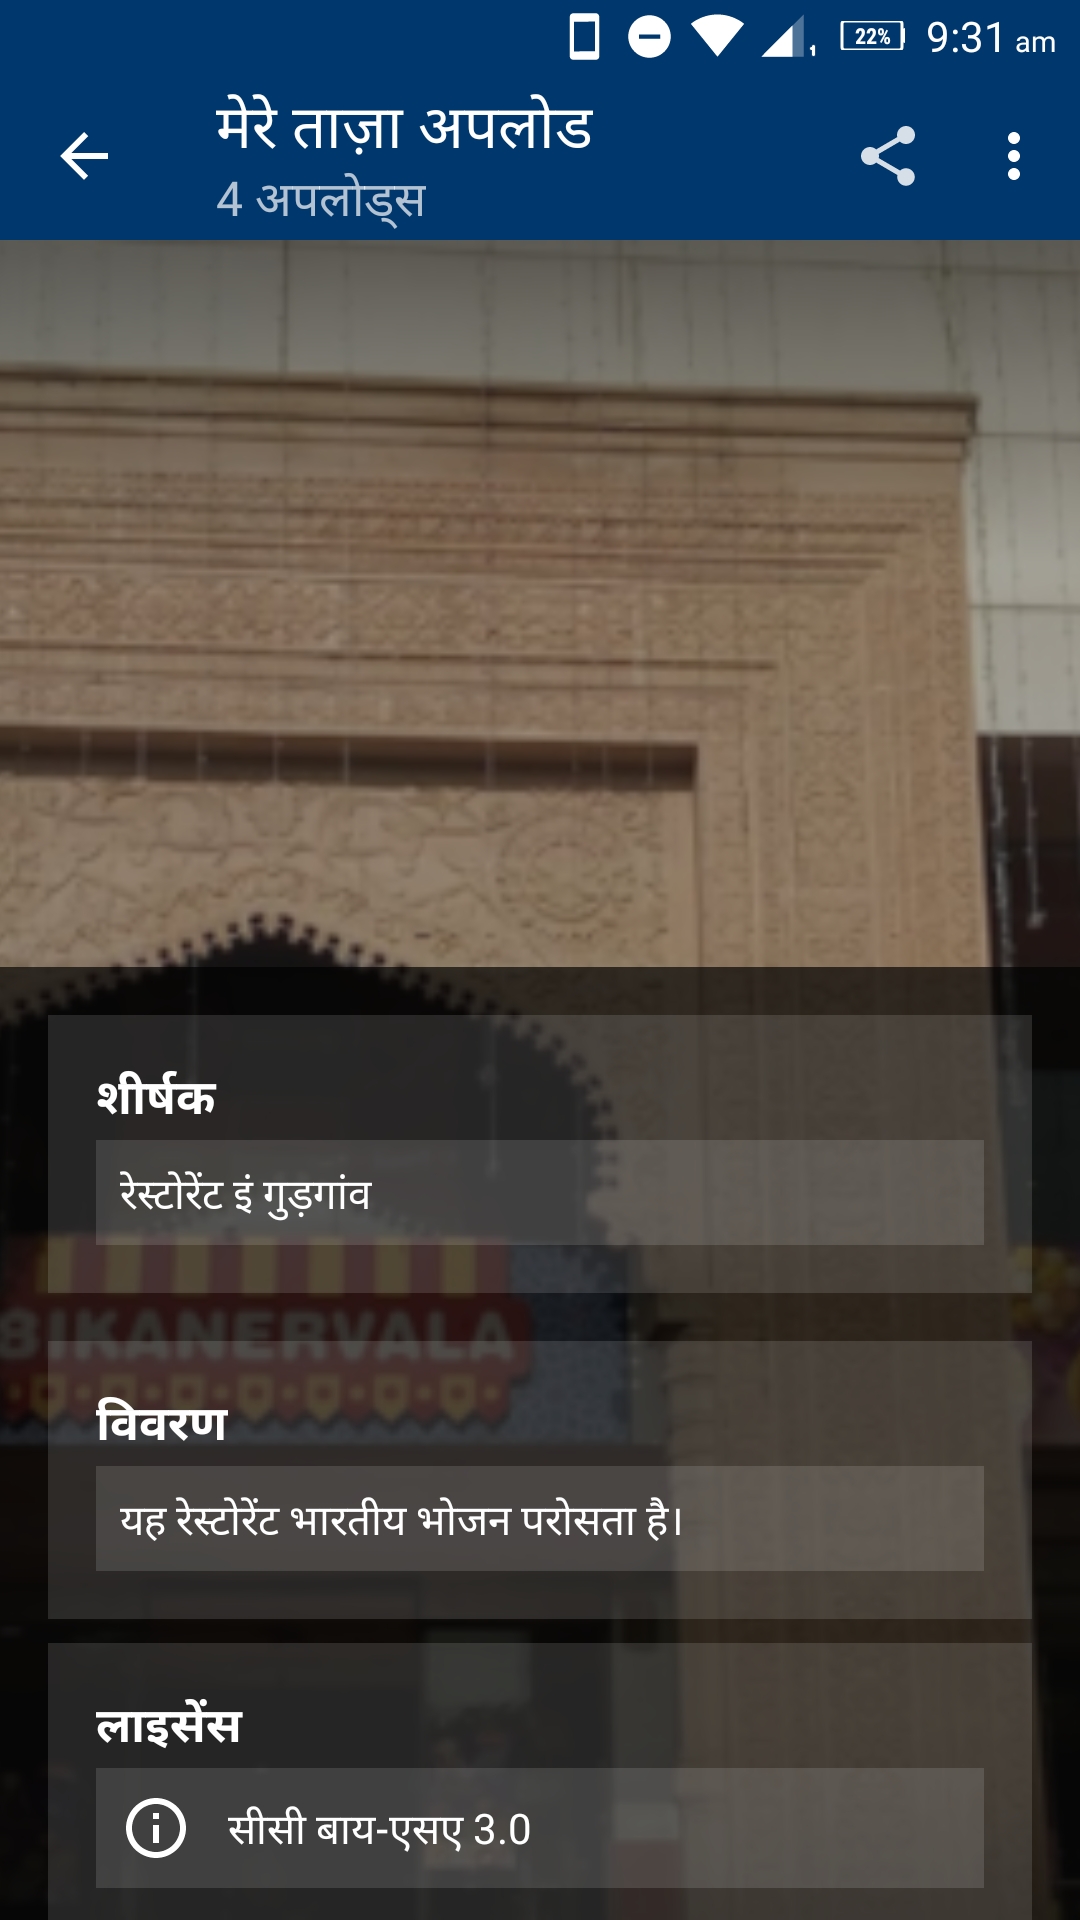 22% 9:31 am
मेरे ताज़ा अपलोड
4 अपलोड्स
शीर्षक
रेस्टोरेंट इं गुड़गांव
BIKANERVALA
विवरण
यह रेस्टोरेंट भारतीय भोजन परोसता है।
लाइसेंस
सीसी बाय-एसए 3.0